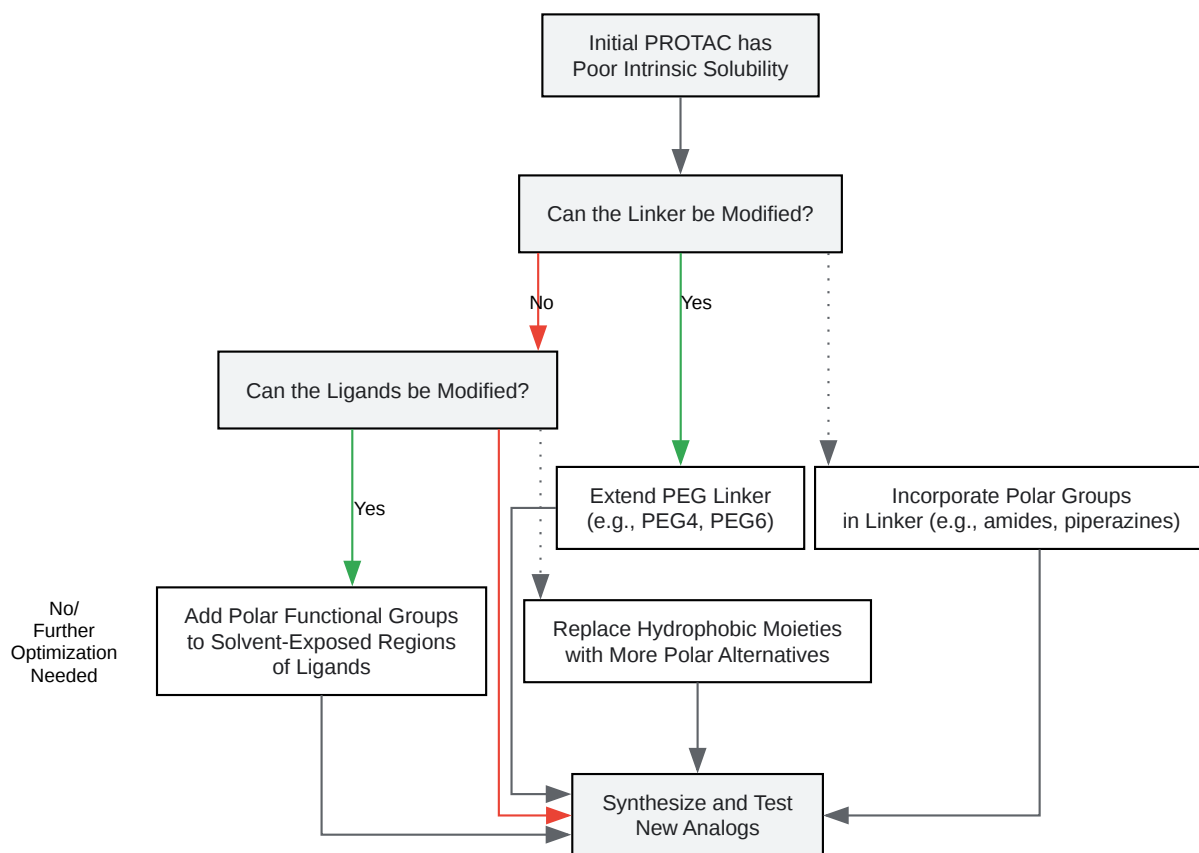 Initial PROTAC has
Poor Intrinsic Solubility
Can the Linker be Modified?
No
Yes
Can the Ligands be Modified?
Extend PEG Linker
(e.g., PEG4, PEG6)
Incorporate Polar Groups
in Linker (e.g., amides, piperazines)
Yes
No/
Further
Optimization
Needed
Add Polar Functional Groups
to Solvent-Exposed Regions
of Ligands
Replace Hydrophobic Moieties
with More Polar Alternatives
Synthesize and Test
New Analogs